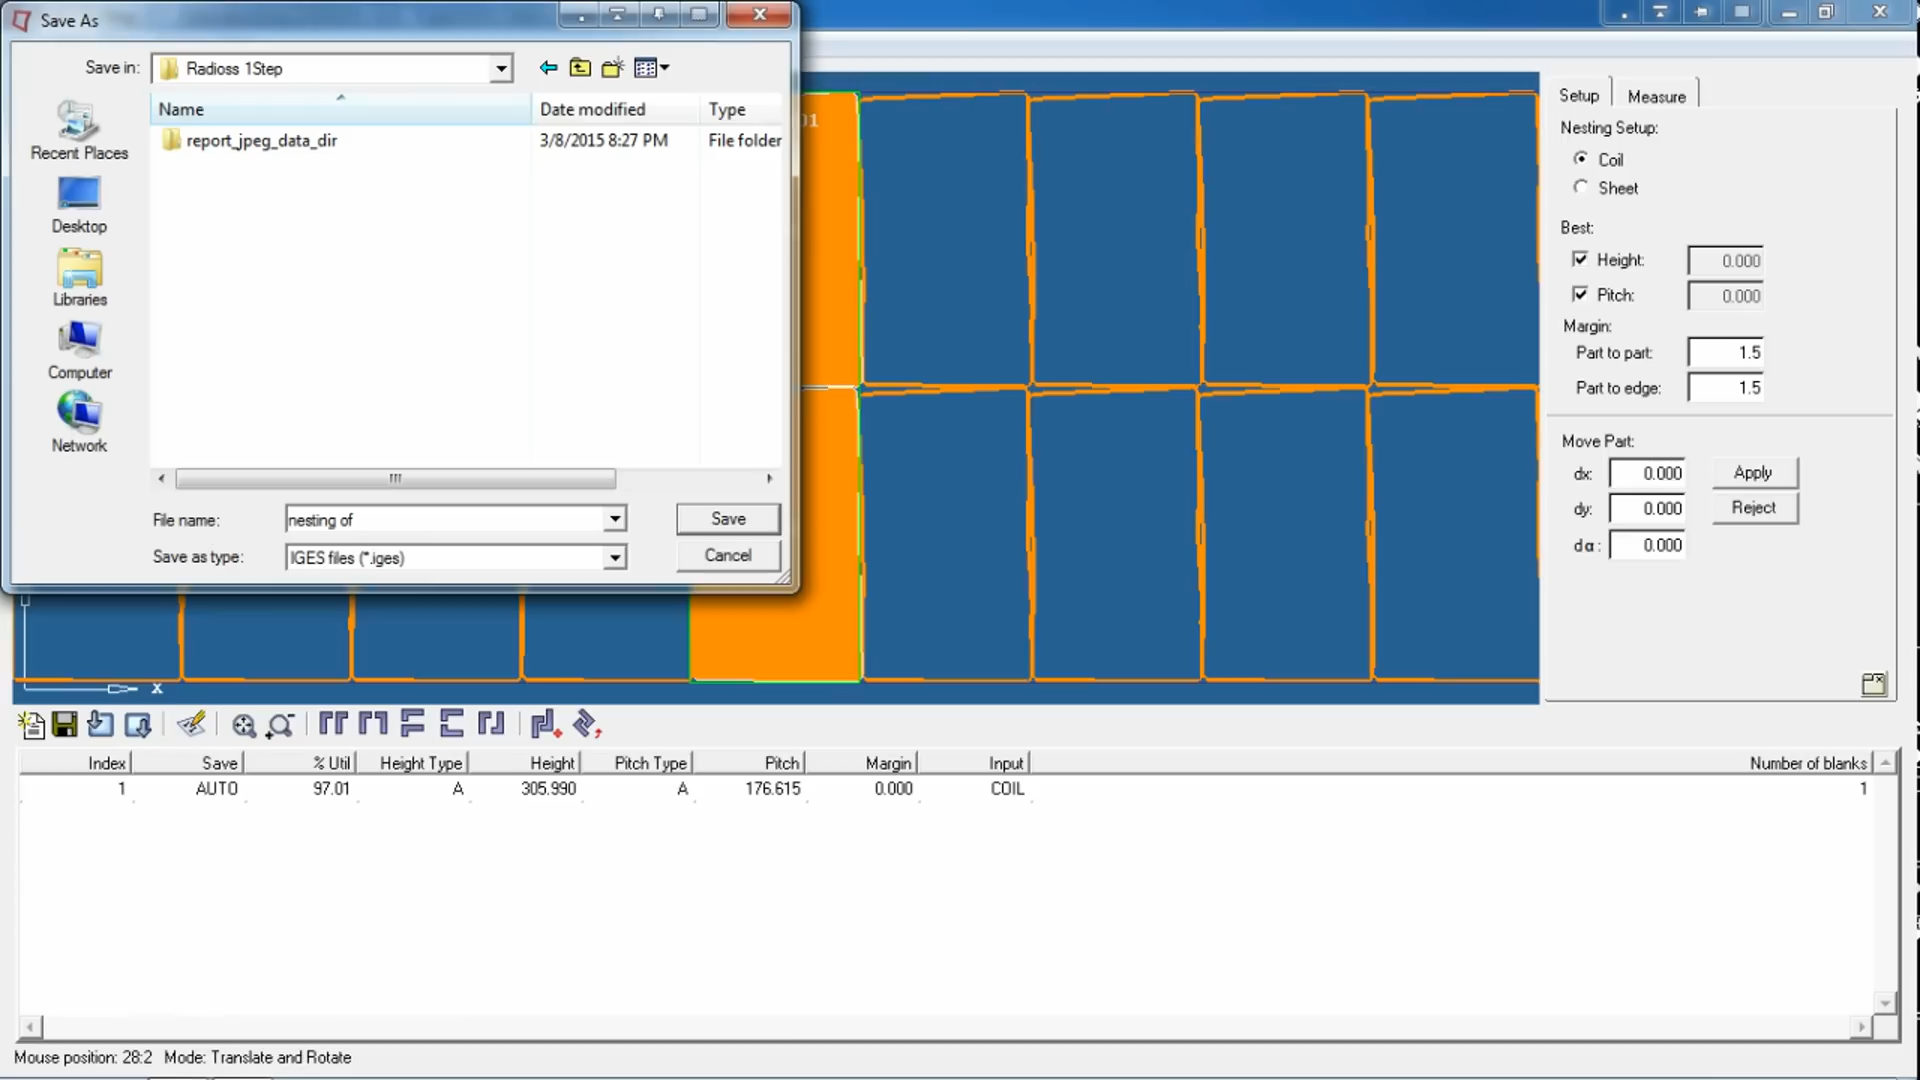 Save As
Save in: Radioss 1Step
Name Date modified Type
report_jpeg_data_dir 3/8/2015 8:27 PM File folder
Recent Places
Desktop
Libraries
Computer
Network
File name: nesting of Save
Save as type: IGES files (*.iges) Cancel
01
Setup Measure
Nesting Setup:
Coil
Sheet
Best:
Height: 0.000
Pitch: 0.000
Margin:
Part to part: 1.5
Part to edge: 1.5
Move Part:
dx: 0.000 Apply
dy: 0.000 Reject
dα: 0.000
X
Index Save % Util Height Type Height Pitch Type Pitch Margin Input Number of blanks
1 AUTO 97.01 A 305.990 A 176.615 0.000 COIL 1
Mouse position: 28:2 Mode: Translate and Rotate